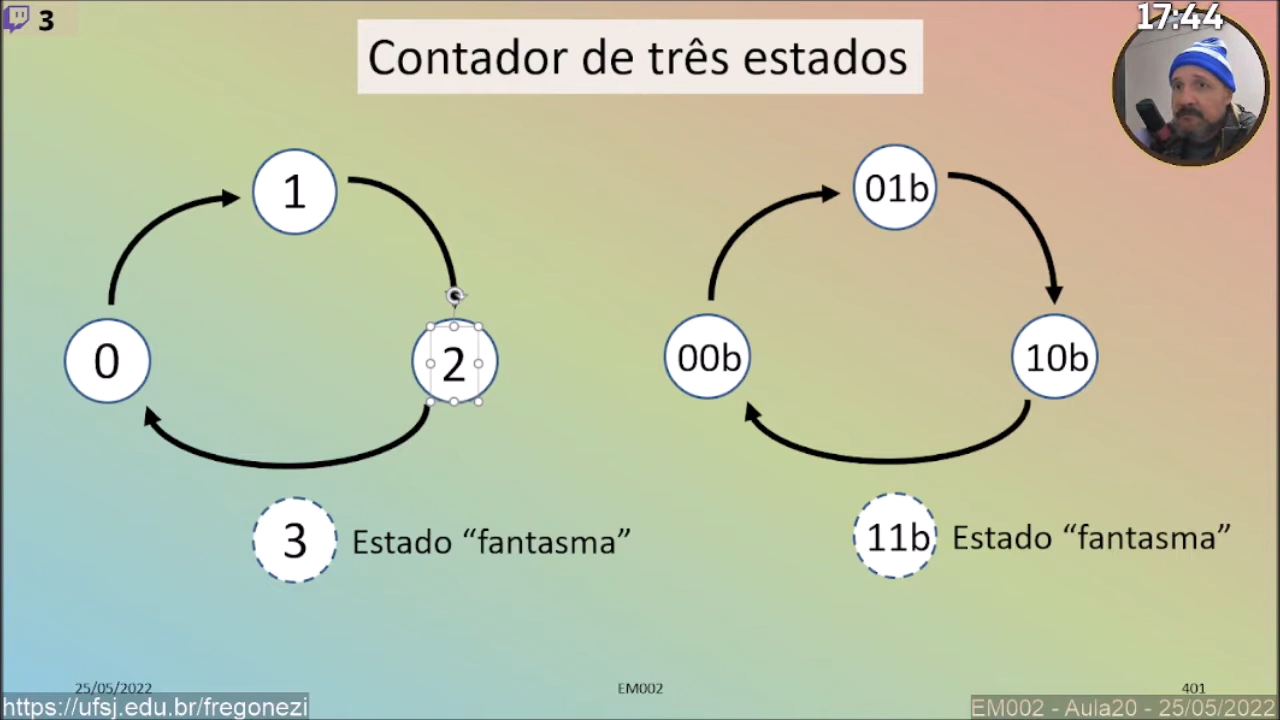 3
17:44
Contador de três estados
1
01b
0
2
00b
10b
3
Estado “fantasma”
11b
Estado “fantasma”
25/05/2022
EM002
401
https://ufsj.edu.br/fregonezi
EM002 - Aula20 - 25/05/2022